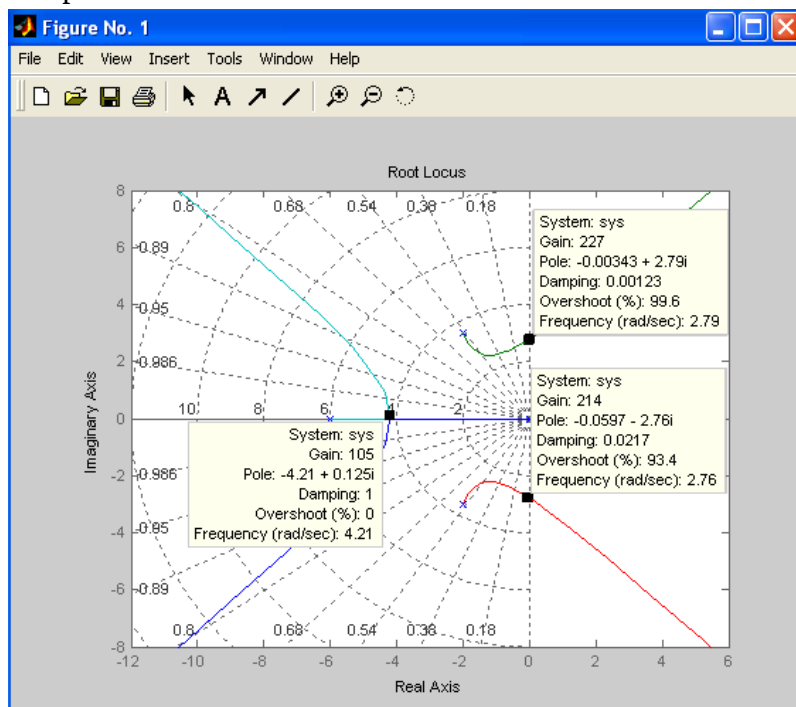 Figure No. 1
File Edit View Insert Tools Window Help
Root Locus
8
0.8
0.68
0.54
0.38
0.18
System: sys
Gain: 227
Pole: -0.00343 + 2.79i
Damping: 0.00123
Overshoot (%): 99.6
Frequency (rad/sec): 2.79
6
0.89
4
0.95
2
0.986
System: sys
Gain: 214
Pole: -0.0597 - 2.76i
Damping: 0.0217
Overshoot (%): 93.4
Frequency (rad/sec): 2.76
Imaginary Axis
0
10
8
6
4
2
System: sys
Gain: 105
Pole: -4.21 + 0.125i
Damping: 1
Overshoot (%): 0
Frequency (rad/sec): 4.21
-2
0.986
-4
0.95
-6
0.89
-8
0.8
0.68
0.54
0.38
0.18
-12 -10 -8 -6 -4 -2 0 2 4 6
Real Axis